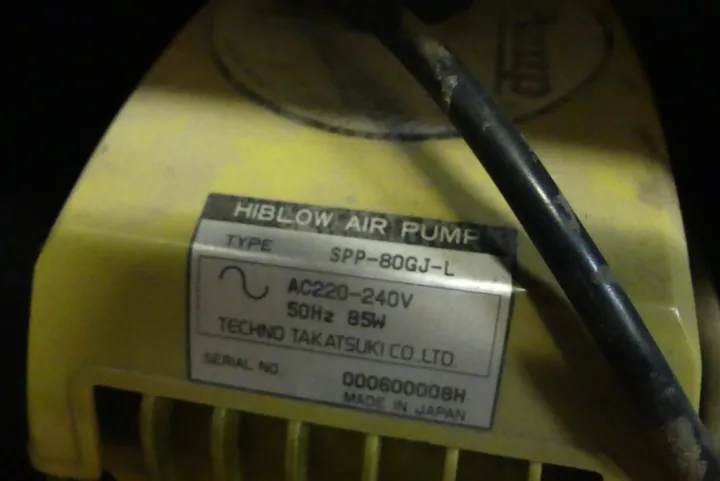 HIBLOW AIR PUMP
TYPE SPP-80GJ-L
AC220-240V
50Hz 85W
TECHNO TAKATSUKI CO.,LTD.
SERIAL NO. 000600008H
MADE IN JAPAN